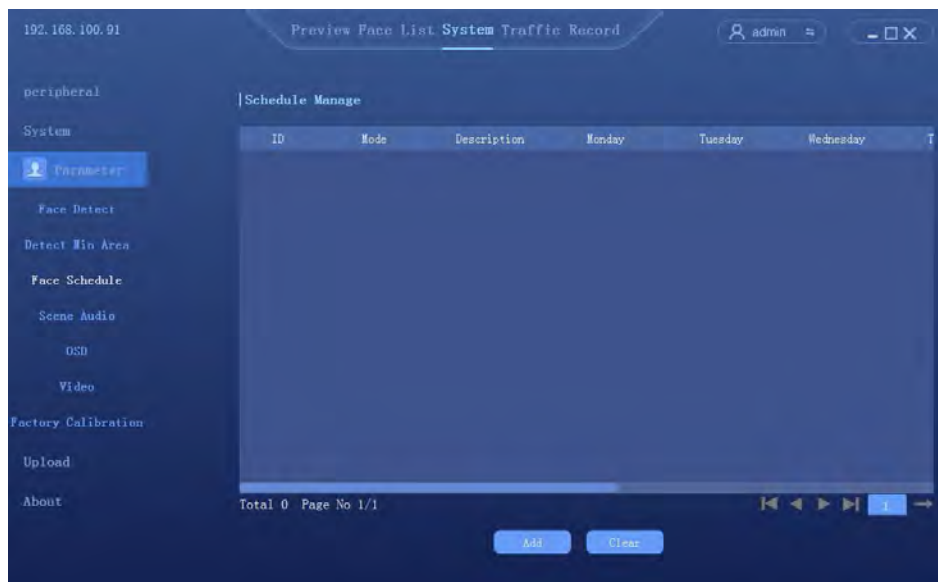 192.168.100.91
Preview Face List System Traffic Record
admin
peripheral
System
Parameter
Face Detect
Detect Min Area
Face Schedule
Scene Audio
OSD
Video
Factory Calibration
Upload
About
Schedule Manage
ID Mode Description Monday Tuesday Wednesday T
Total 0 Page No 1/1
1
Add Clear